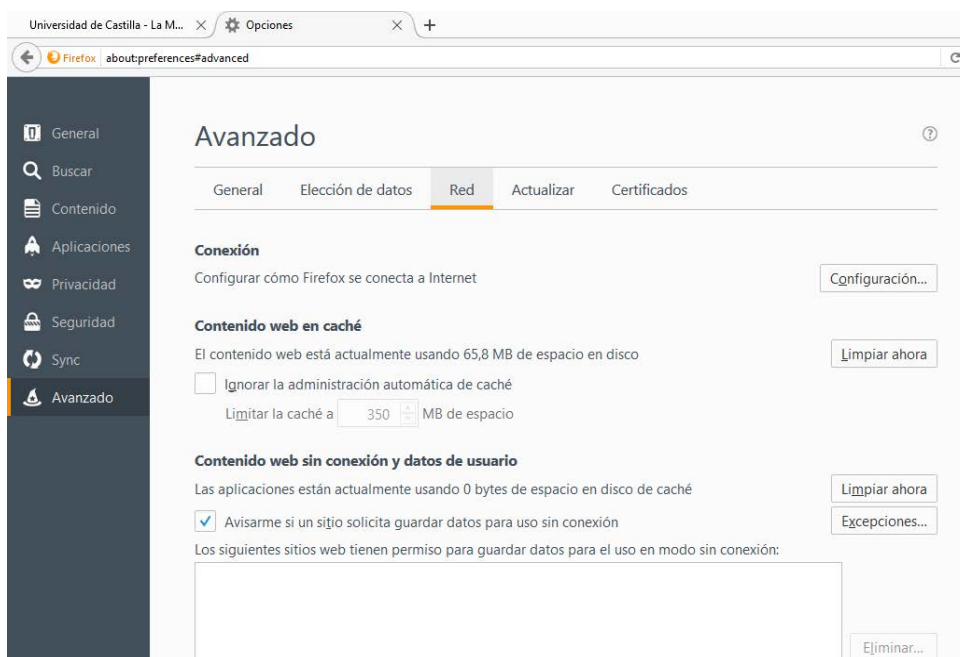 Universidad de Castilla - La M...
Opciones
Firefox about:preferences#advanced
General
Buscar
Contenido
Aplicaciones
Privacidad
Seguridad
Sync
Avanzado
Avanzado
General Elección de datos Red Actualizar Certificados
Conexión
Configurar cómo Firefox se conecta a Internet Configuración...
Contenido web en caché
El contenido web está actualmente usando 65,8 MB de espacio en disco Limpiar ahora
Ignorar la administración automática de caché
Limitar la caché a 350 MB de espacio
Contenido web sin conexión y datos de usuario
Las aplicaciones están actualmente usando 0 bytes de espacio en disco de caché Limpiar ahora
Avisarme si un sitio solicita guardar datos para uso sin conexión Excepciones...
Los siguientes sitios web tienen permiso para guardar datos para el uso en modo sin conexión:
Eliminar...